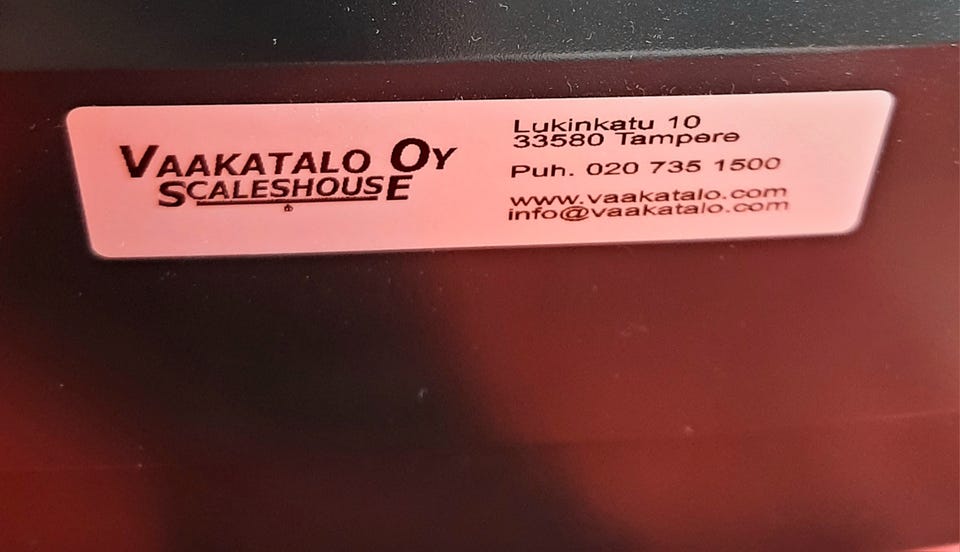 VAAKATALO OY
SCALESHOUSE
Lukinkatu 10
33580 Tampere
Puh. 020 735 1500
www.vaakatalo.com
info@vaakatalo.com